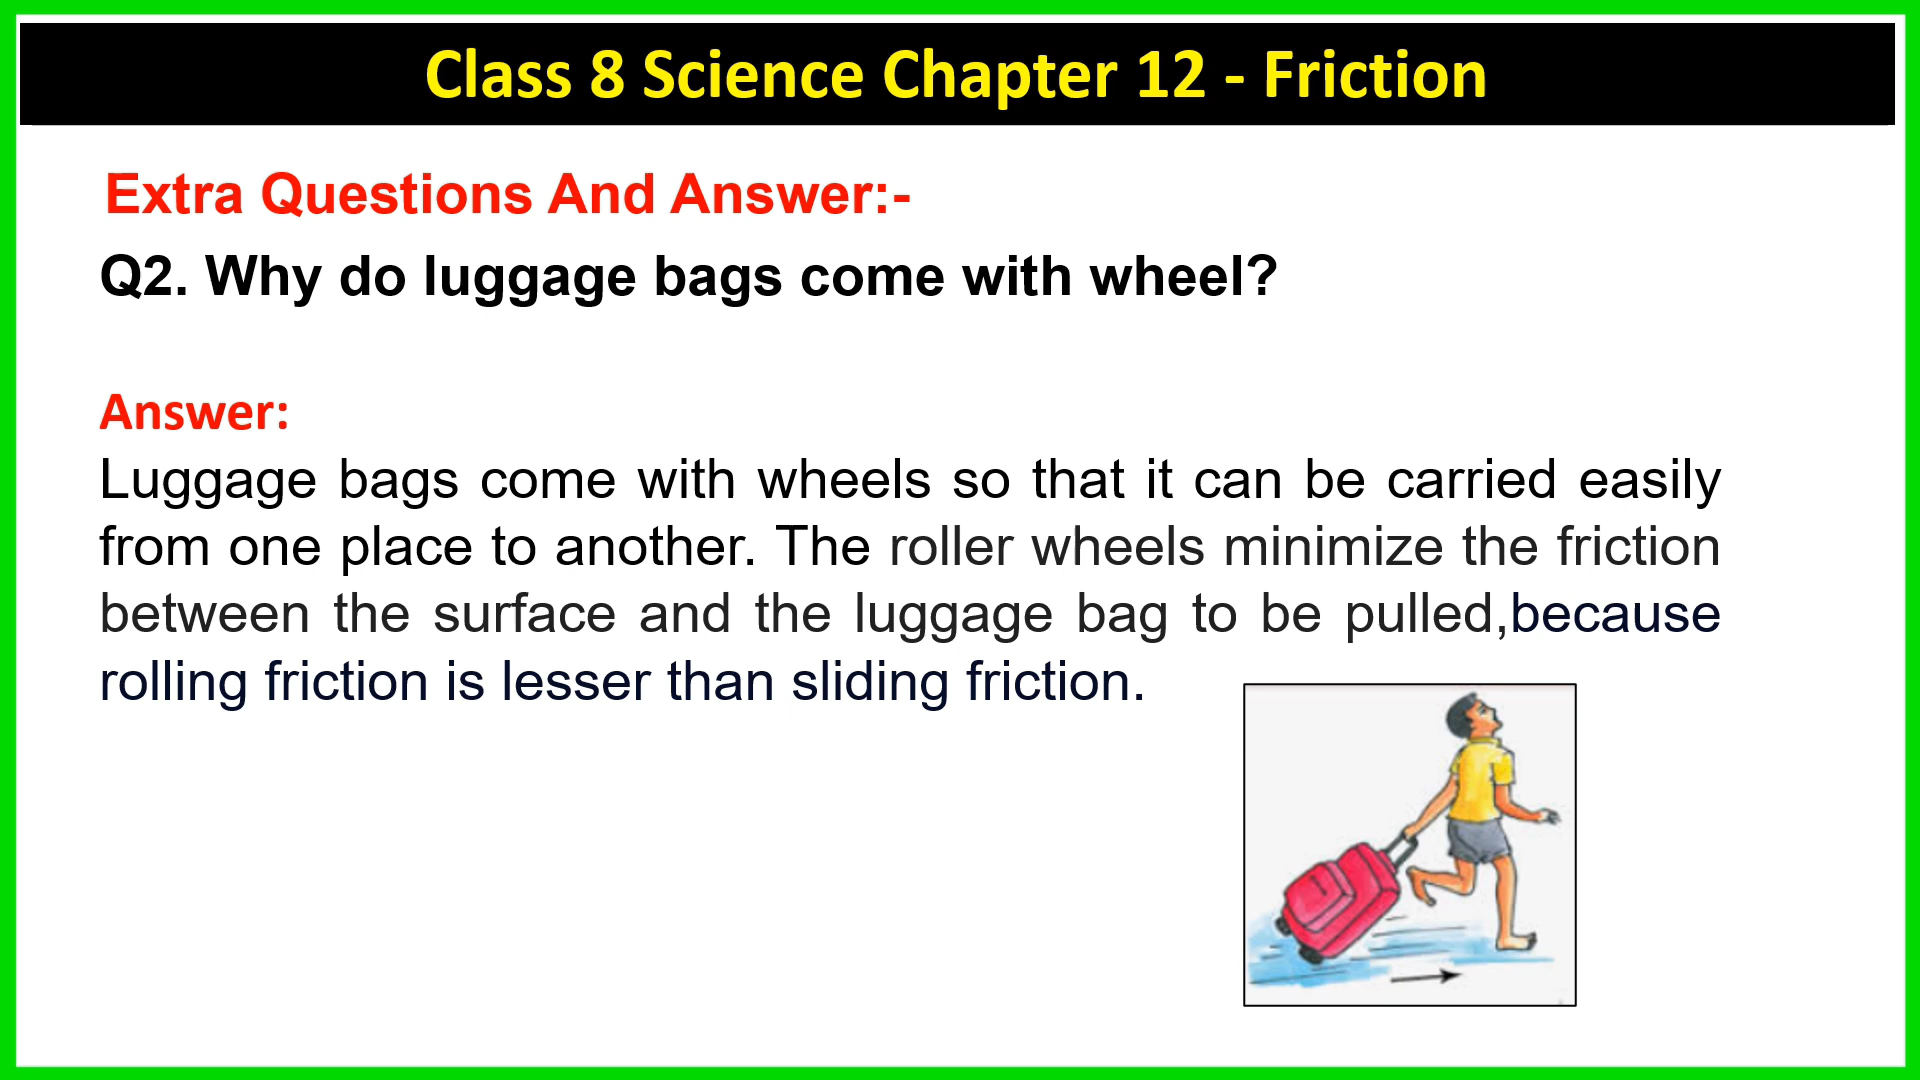 Class 8 Science Chapter 12 - Friction
Extra Questions And Answer:-
Q2. Why do luggage bags come with wheel?
Answer:
Luggage bags come with wheels so that it can be carried easily
from one place to another. The roller wheels minimize the friction
between the surface and the luggage bag to be pulled,because
rolling friction is lesser than sliding friction.